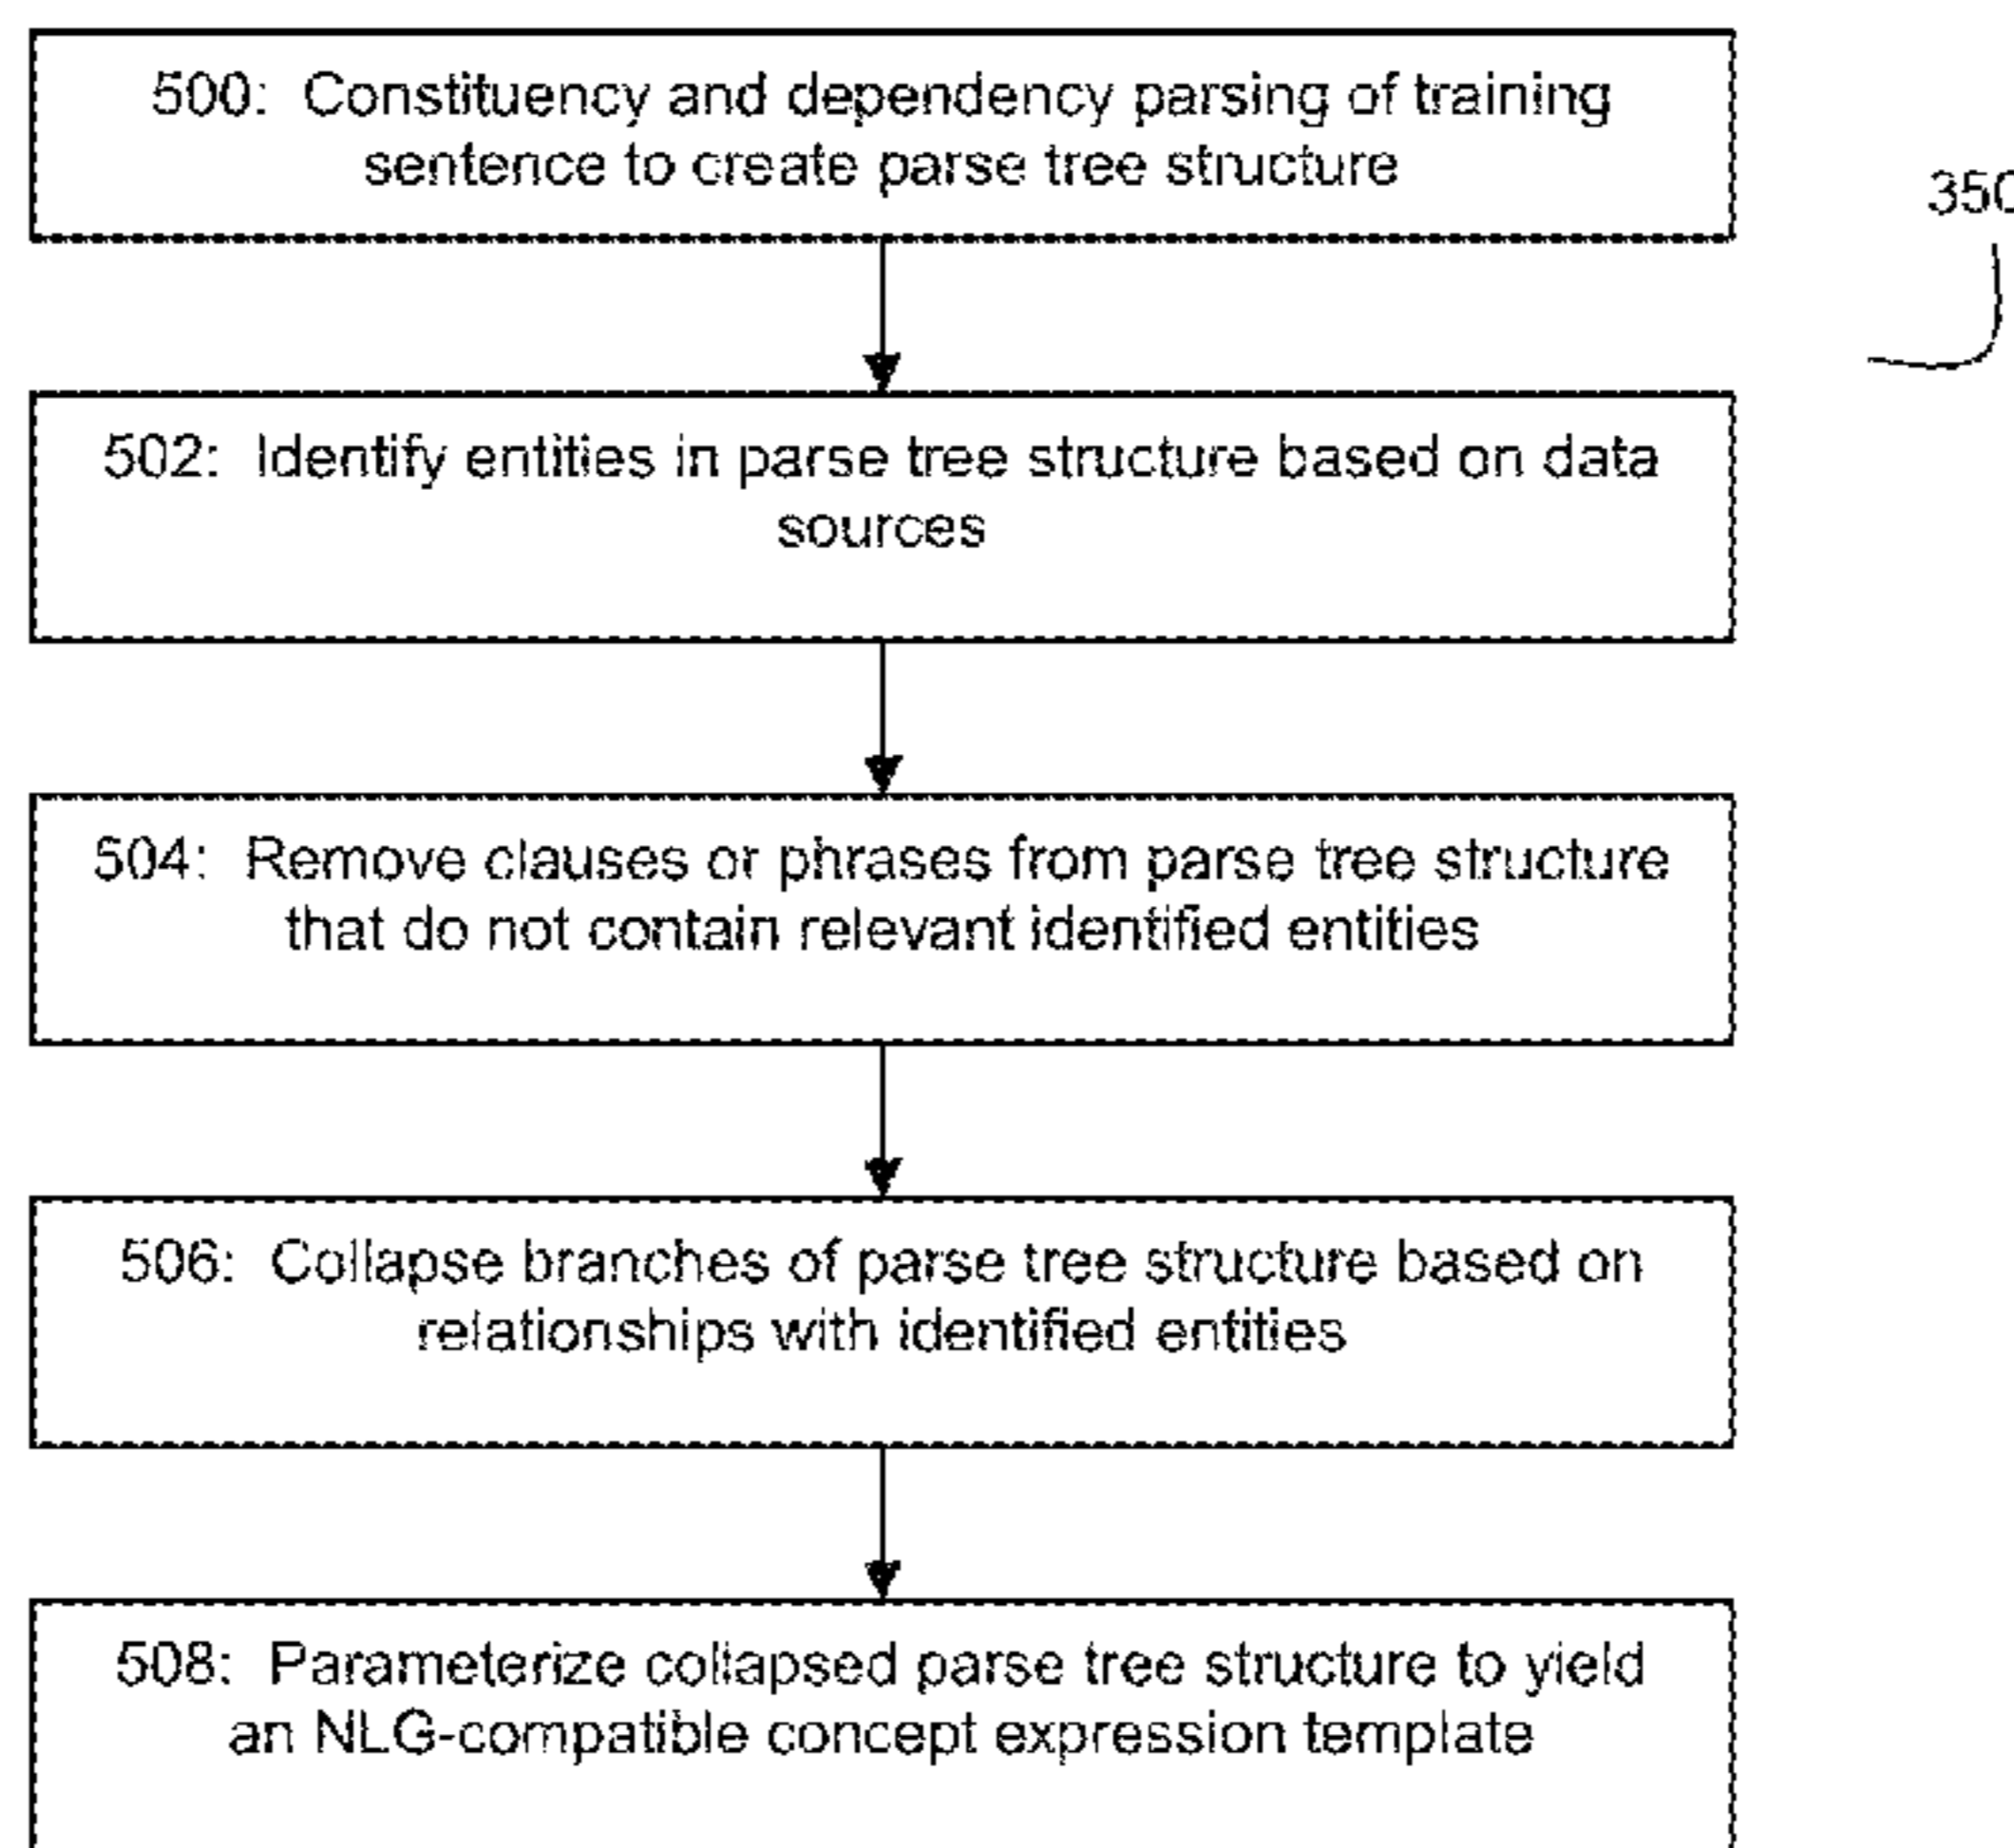 500: Constituency and dependency parsing of training
sentence to create parse tree structure
350
502: Identify entities in parse tree structure based on data
sources
504: Remove clauses or phrases from parse tree structure
that do not contain relevant identified entities
506: Collapse branches of parse tree structure based on
relationships with identified entities
508: Parameterize collapsed parse tree structure to yield
an NLG-compatible concept expression template